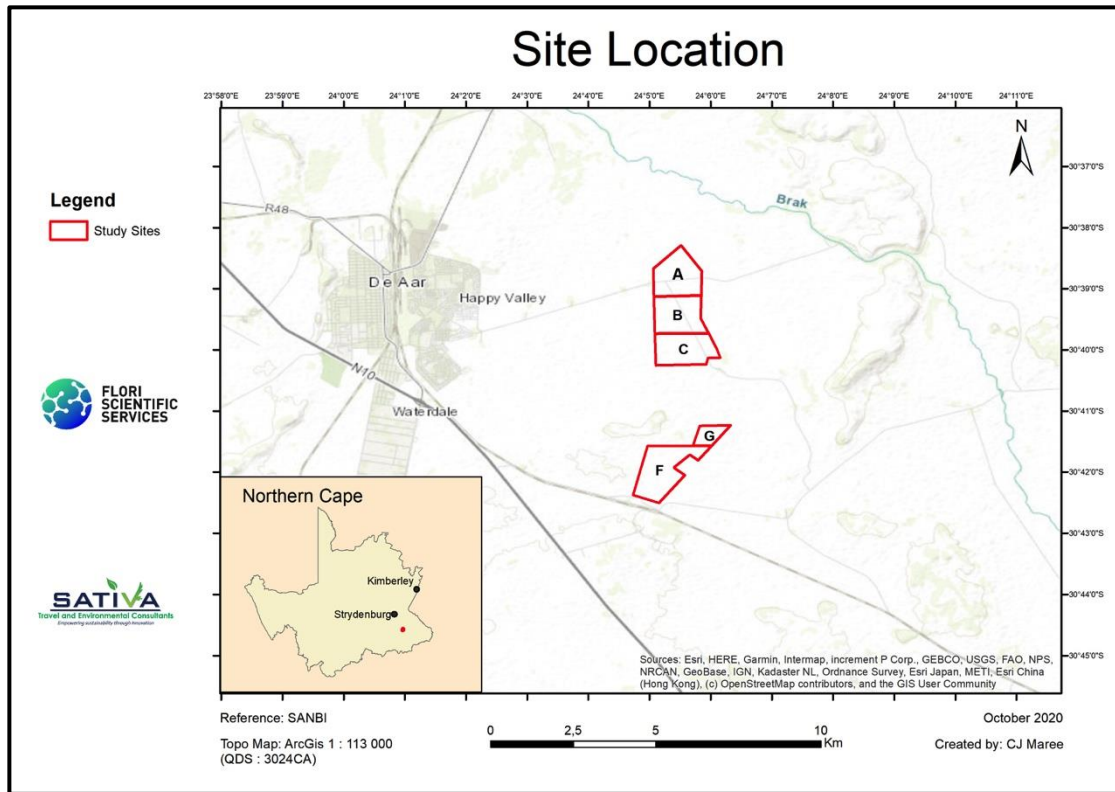 Site Location
23°58'0"E 23°59'0"E 24°0'0"E 24°1'0"E 24°2'0"E 24°3'0"E 24°4'0"E 24°5'0"E 24°6'0"E 24°7'0"E 24°8'0"E 24°9'0"E 24°10'0"E 24°11'0"E
N
30°37'0"S
30°38'0"S
30°39'0"S
30°40'0"S
30°41'0"S
30°42'0"S
30°43'0"S
30°44'0"S
30°45'0"S
Legend
Study Sites
R48
De Aar
Happy Valley
N10
Waterdale
Brak
A
B
C
G
F
FLORI
SCIENTIFIC
SERVICES
SATIVA
Travel and Environmental Consultants
Empowering sustainability through innovation
Northern Cape
Kimberley
Strydenburg
Sources: Esri, HERE, Garmin, Intermap, increment P Corp., GEBCO, USGS, FAO, NPS,
NRCAN, GeoBase, IGN, Kadaster NL, Ordnance Survey, Esri Japan, METI, Esri China
(Hong Kong), (c) OpenStreetMap contributors, and the GIS User Community
Reference: SANBI
Topo Map: ArcGis 1 : 113 000
(QDS : 3024CA)
0 2,5 5 10
Km
October 2020
Created by: CJ Maree